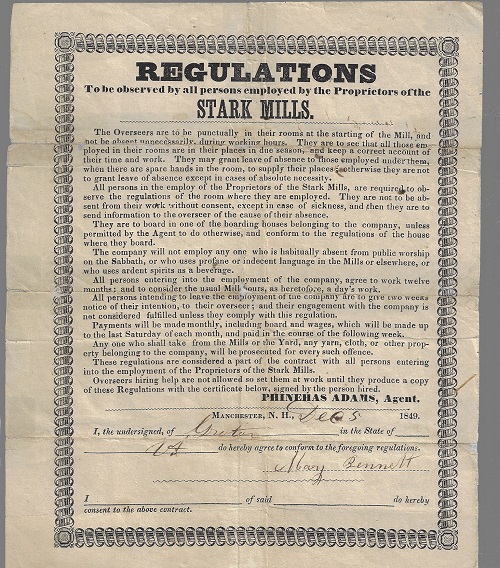 REGULATIONS
To be observed by all persons employed by the Proprietors of the
STARK MILLS.
The Overseers are to be punctually in their rooms at the starting of the Mill, and
not be absent unnecessarily during working hours. They are to see that all those em-
ployed in their rooms are in their places in due season, and keep a correct account of
their time and work. They may grant leave of absence to those employed under them,
when there are spare hands in the room, to supply their places; otherwise they are not
to grant leave of absence except in cases of absolute necessity.
All persons in the employ of the Proprietors of the Stark Mills, are required to ob-
serve the regulations of the room where they are employed. They are not to be ab-
sent from their work without consent, except in case of sickness, and then they are to
send information to the overseer of the cause of their absence.
They are to board in one of the boarding houses belonging to the company, unless
permitted by the Agent to do otherwise, and conform to the regulations of the house
where they board.
The company will not employ any one who is habitually absent from public worship
on the Sabbath, or who uses profane or indecent language in the Mills or elsewhere, or
who uses ardent spirits as a beverage.
All persons entering into the employment of the company, agree to work twelve
months; and to consider the usual Mill hours, as heretofore, a day's work.
All persons intending to leave the employment of the company are to give two weeks
notice of their intention, to their overseer; and their engagement with the company is
not considered fulfilled unless they comply with this regulation.
Payments will be made monthly, including board and wages, which will be made up
to the last Saturday of each month, and paid in the course of the following week.
Any one who shall take from the Mills or the Yard, any yarn, cloth, or other prop-
erty belonging to the company, will be prosecuted for every such offence.
These regulations are considered a part of the contract with all persons entering
into the employment of the Proprietors of the Stark Mills.
Overseers hiring help are not allowed so set them at work until they produce a copy
of these Regulations with the certificate below, signed by the person hired.
PHINEHAS ADAMS, Agent.
MANCHESTER, N. H., Dec 5 1849.
I, the undersigned, of Groton in the State of
Vt do hereby agree to conform to the foregoing regulations.
Mary Bennett
I of said do hereby
consent to the above contract.